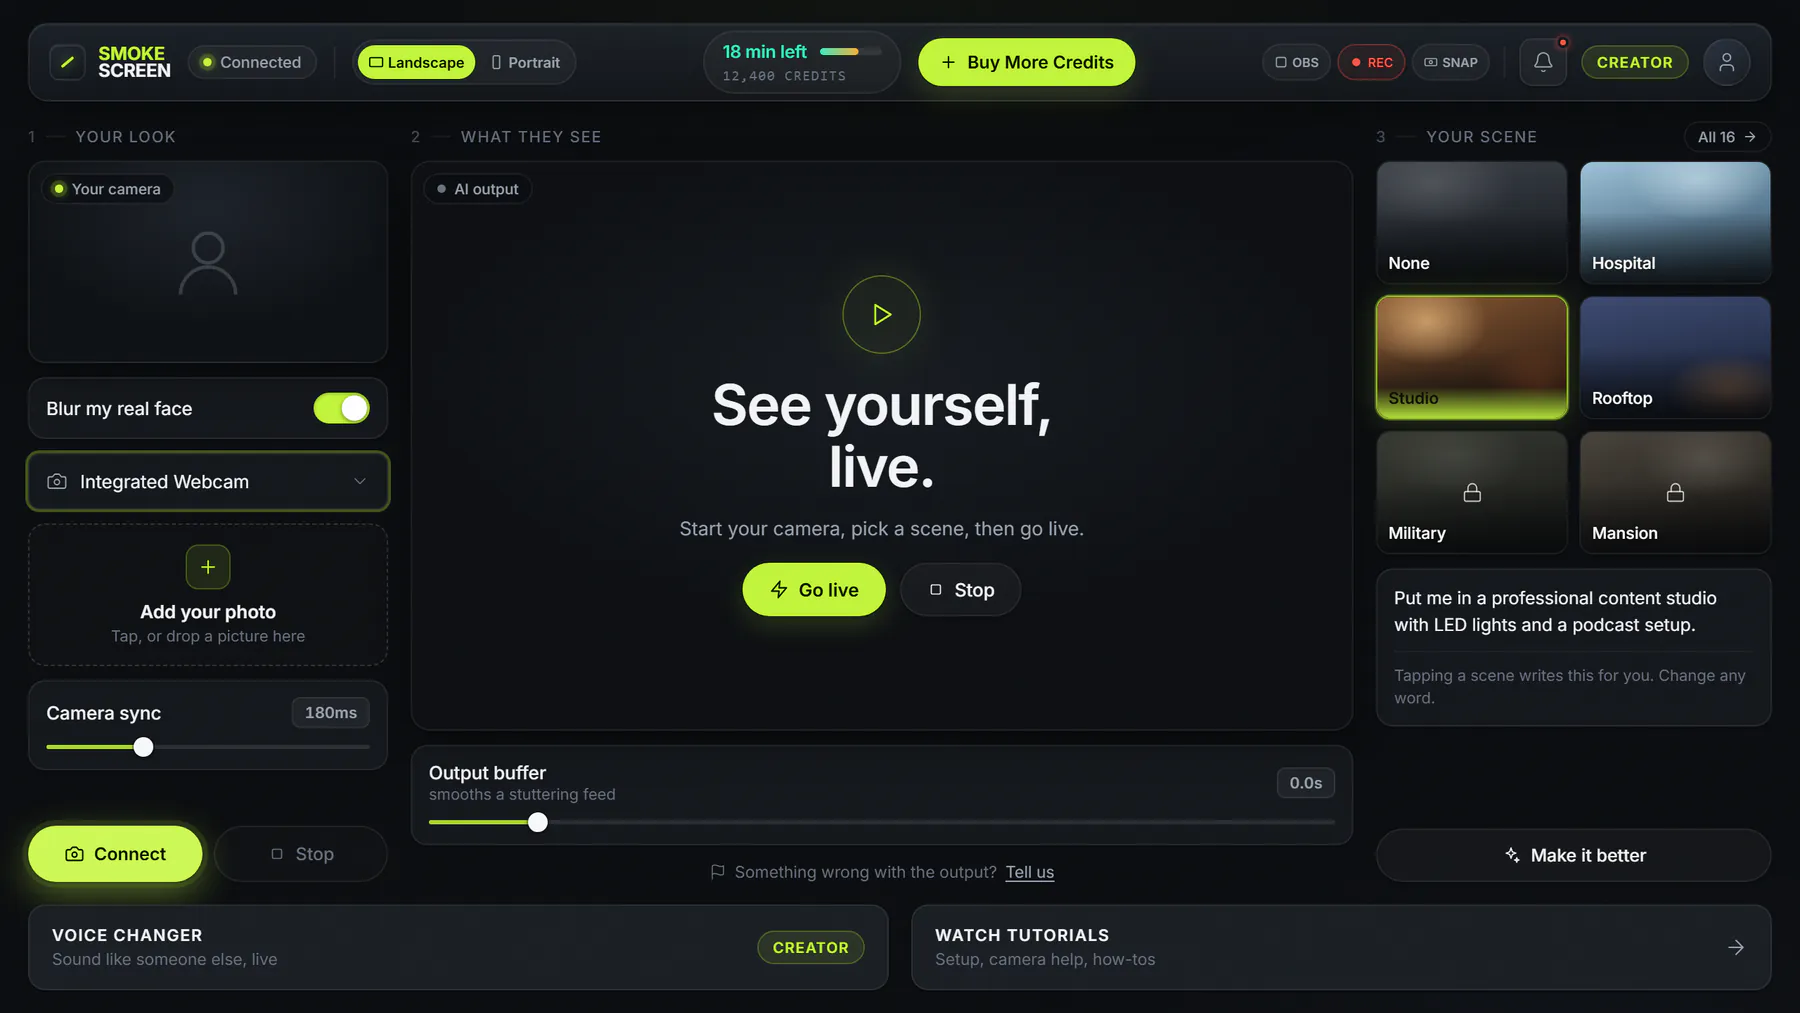 SMOKE
SCREEN
Connected
Landscape
Portrait
18 min left
12,400 CREDITS
Buy More Credits
OBS
REC
SNAP
CREATOR
1 — YOUR LOOK
2 — WHAT THEY SEE
3 — YOUR SCENE
All 16 →
Your camera
Blur my real face
Integrated Webcam
Add your photo
Tap, or drop a picture here
Camera sync
180ms
Connect
Stop
AI output
See yourself,
live.
Start your camera, pick a scene, then go live.
Go live
Stop
Output buffer
smooths a stuttering feed
0.0s
Something wrong with the output? Tell us
None
Hospital
Studio
Rooftop
Military
Mansion
Put me in a professional content studio
with LED lights and a podcast setup.
Tapping a scene writes this for you. Change any
word.
Make it better
VOICE CHANGER
Sound like someone else, live
CREATOR
WATCH TUTORIALS
Setup, camera help, how-tos